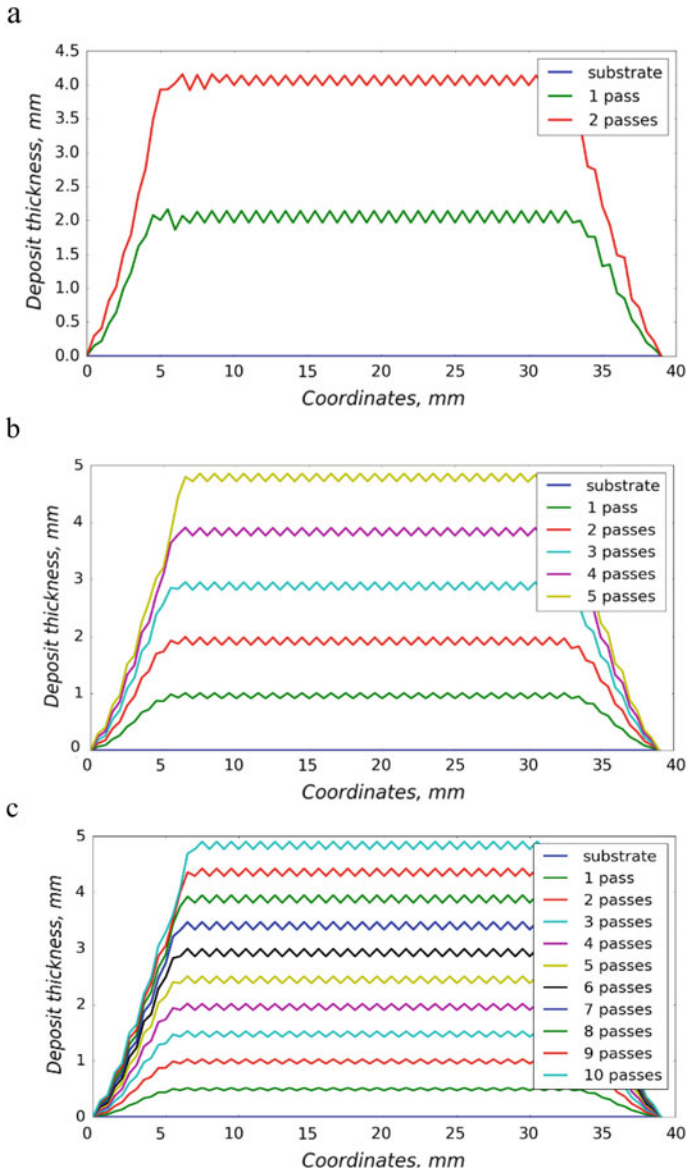 a
4.5
4.0
3.5
3.0
2.5
2.0
1.5
1.0
0.5
0.0
Deposit thickness, mm
substrate
1 pass
2 passes
0 5 10 15 20 25 30 35 40
Coordinates, mm
b
5
4
3
2
1
0
Deposit thickness, mm
substrate
1 pass
2 passes
3 passes
4 passes
5 passes
0 5 10 15 20 25 30 35 40
Coordinates, mm
c
5
4
3
2
1
0
Deposit thickness, mm
substrate
1 pass
2 passes
3 passes
4 passes
5 passes
6 passes
7 passes
8 passes
9 passes
10 passes
0 5 10 15 20 25 30 35 40
Coordinates, mm